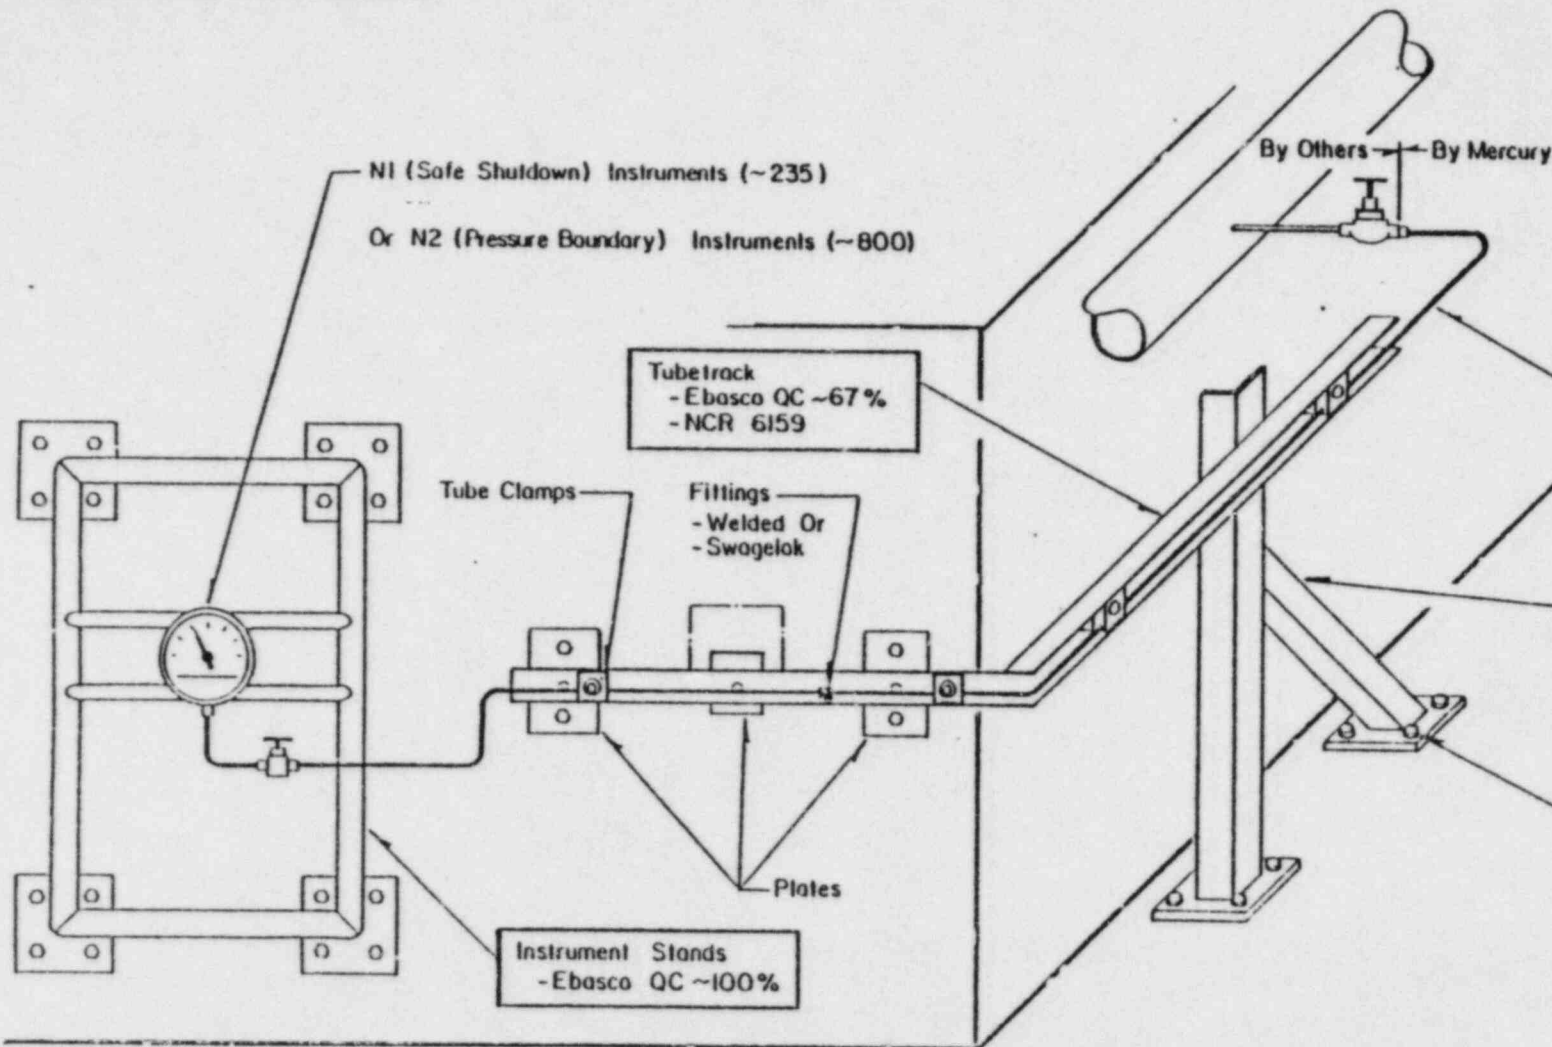 N1 (Safe Shutdown) Instruments (~235)
Or N2 (Pressure Boundary) Instruments (~800)
By Others
By Mercury
Tubetrack
- Ebasco QC ~67%
- NCR 6159
Tube Clamps
Fittings
- Welded Or
- Swagelok
Plates
Instrument Stands
- Ebasco QC ~100%